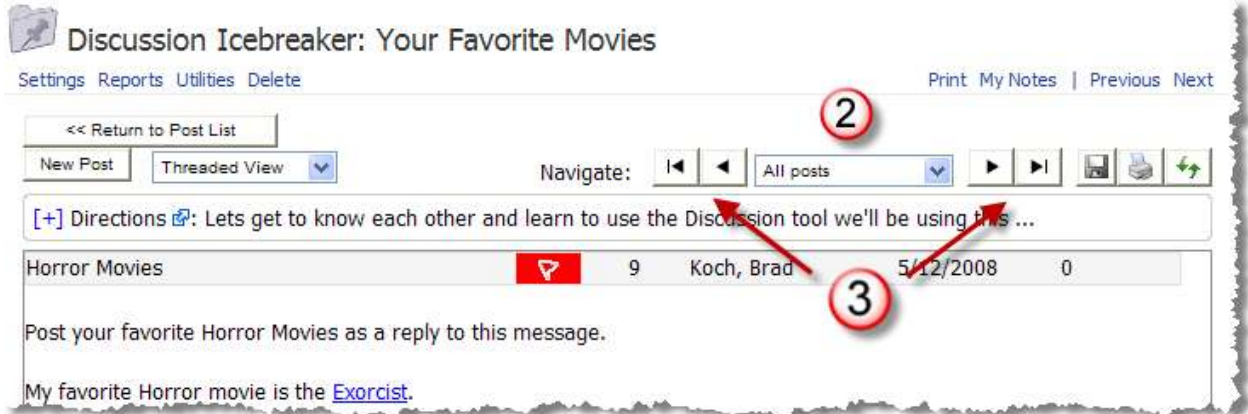 Discussion Icebreaker: Your Favorite Movies
Settings Reports Utilities Delete Print My Notes | Previous Next
2
<< Return to Post List
New Post Threaded View Navigate: All posts
[+] Directions : Lets get to know each other and learn to use the Discussion tool we'll be using this ...
Horror Movies 9 Koch, Brad 5/12/2008 0
3
Post your favorite Horror Movies as a reply to this message.
My favorite Horror movie is the Exorcist.